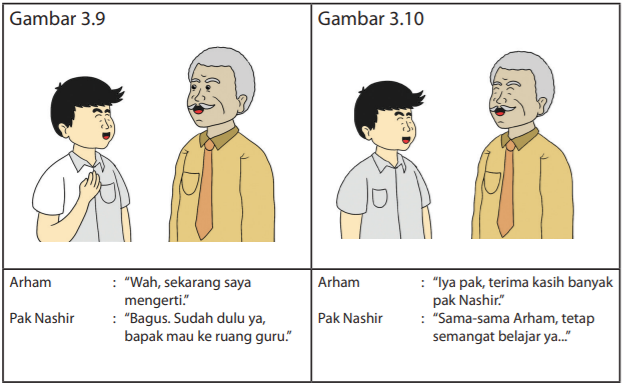 Gambar 3.9
Arham : “Wah, sekarang saya
mengerti.”
Pak Nashir : “Bagus. Sudah dulu ya,
bapak mau ke ruang guru.”
Gambar 3.10
Arham : “Iya pak, terima kasih banyak
pak Nashir.”
Pak Nashir : “Sama-sama Arham, tetap
semangat belajar ya...”